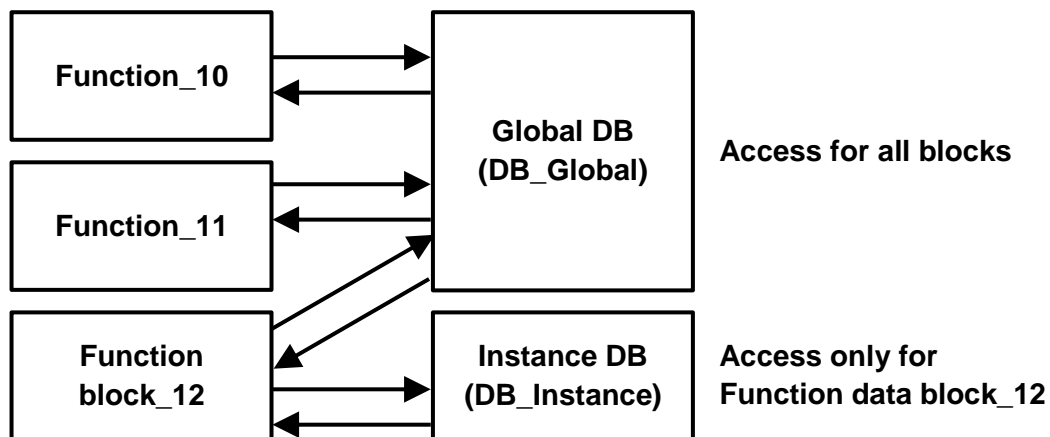 Function_10
Global DB
(DB_Global)
Access for all blocks
Function_11
Function
block_12
Instance DB
(DB_Instance)
Access only for
Function data block_12